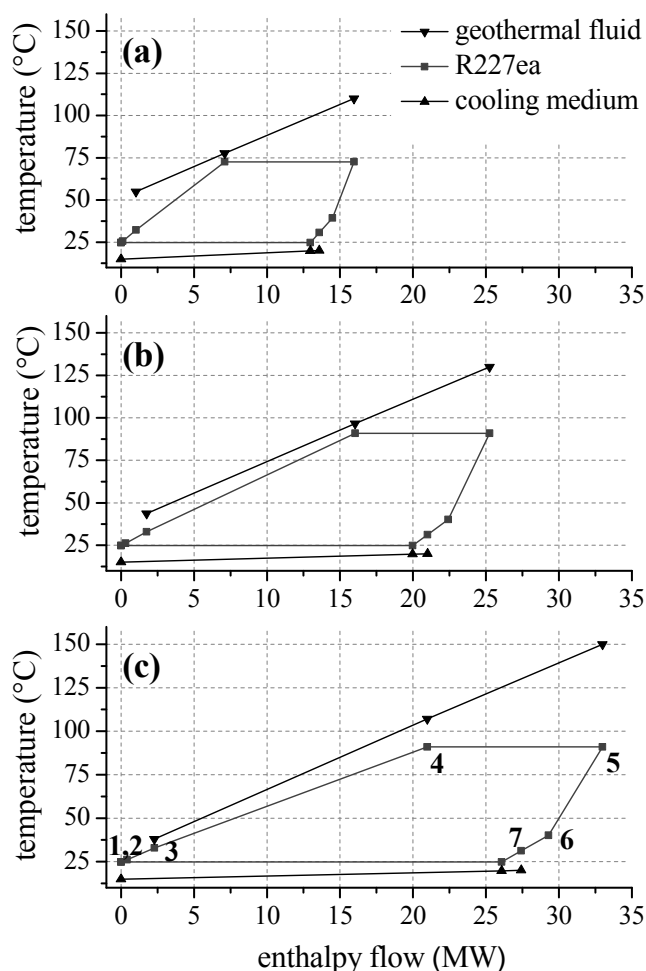 (a)
geothermal fluid
R227ea
cooling medium
temperature (°C)
150
125
100
75
50
25
0 5 10 15 20 25 30 35
(b)
temperature (°C)
150
125
100
75
50
25
0 5 10 15 20 25 30 35
(c)
temperature (°C)
150
125
100
75
50
25
1,2 3 4 5 6 7
0 5 10 15 20 25 30 35
enthalpy flow (MW)